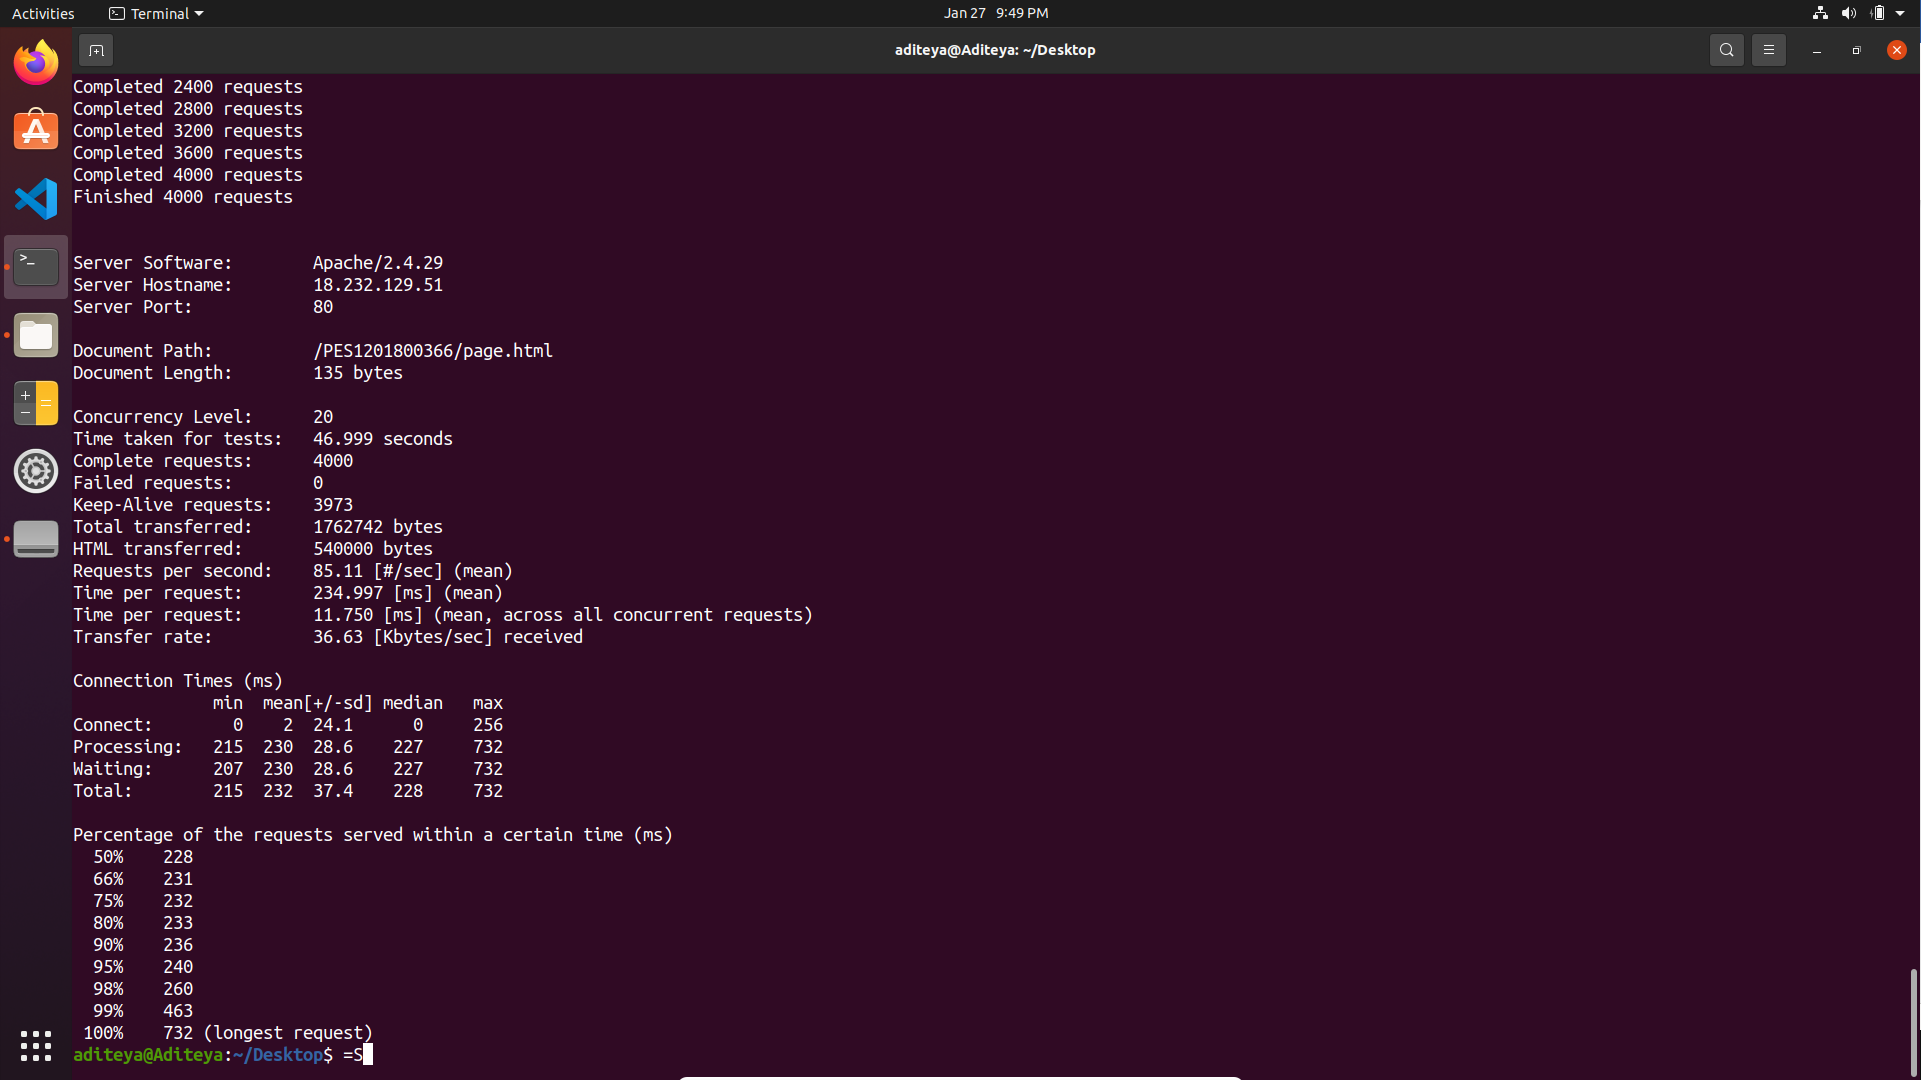 Activities Terminal Jan 27 9:49 PM
aditeya@Aditeya: ~/Desktop
Completed 2400 requests
Completed 2800 requests
Completed 3200 requests
Completed 3600 requests
Completed 4000 requests
Finished 4000 requests
Server Software: Apache/2.4.29
Server Hostname: 18.232.129.51
Server Port: 80
Document Path: /PES1201800366/page.html
Document Length: 135 bytes
Concurrency Level: 20
Time taken for tests: 46.999 seconds
Complete requests: 4000
Failed requests: 0
Keep-Alive requests: 3973
Total transferred: 1762742 bytes
HTML transferred: 540000 bytes
Requests per second: 85.11 [#/sec] (mean)
Time per request: 234.997 [ms] (mean)
Time per request: 11.750 [ms] (mean, across all concurrent requests)
Transfer rate: 36.63 [Kbytes/sec] received
Connection Times (ms)
min mean[+/-sd] median max
Connect: 0 2 24.1 0 256
Processing: 215 230 28.6 227 732
Waiting: 207 230 28.6 227 732
Total: 215 232 37.4 228 732
Percentage of the requests served within a certain time (ms)
50% 228
66% 231
75% 232
80% 233
90% 236
95% 240
98% 260
99% 463
100% 732 (longest request)
aditeya@Aditeya:~/Desktop$ =S